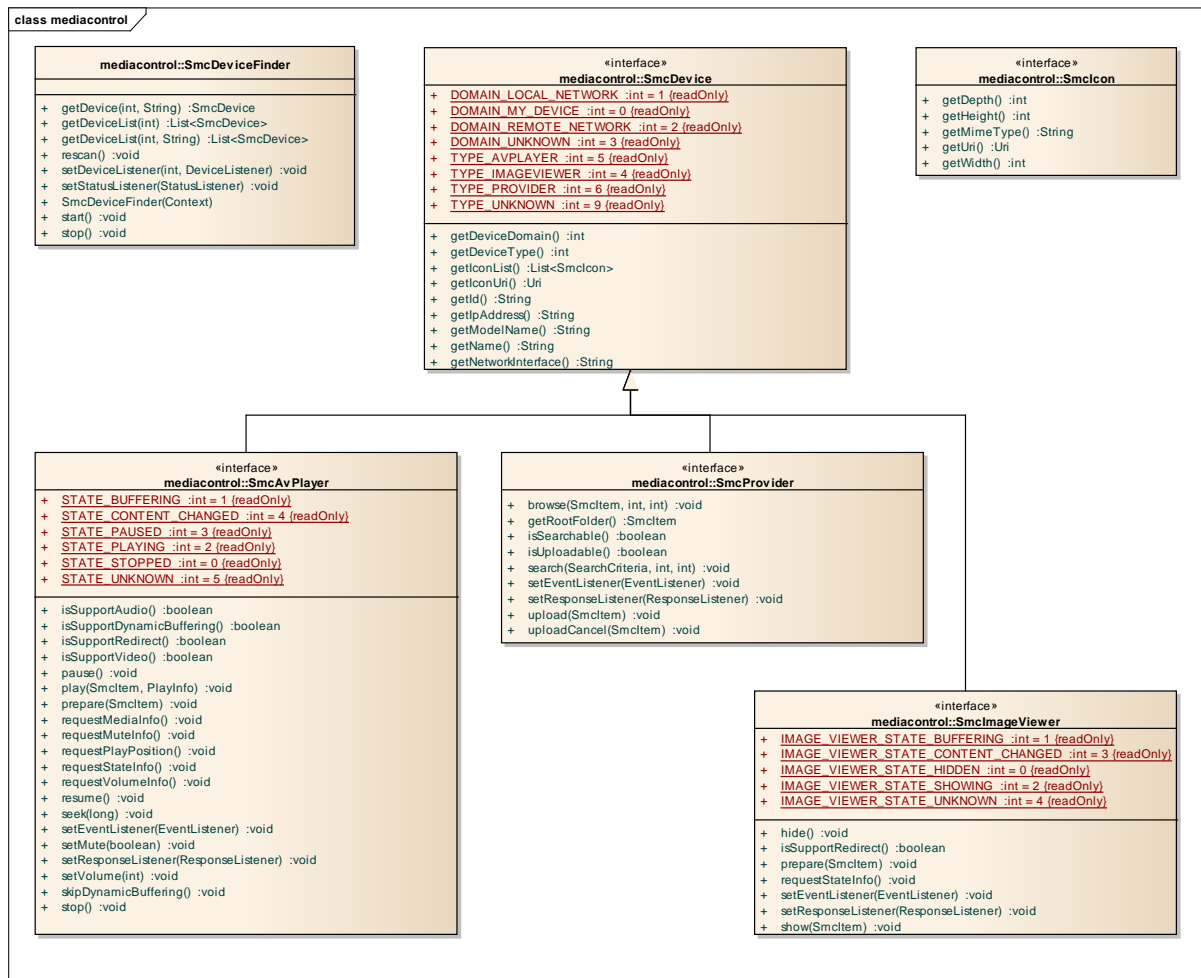 class mediacontrol
mediacontrol::SmcDeviceFinder
+ getDevice(int, String) :SmcDevice
+ getDeviceList(int) :List<SmcDevice>
+ getDeviceList(int, String) :List<SmcDevice>
+ rescan() :void
+ setDeviceListener(int, DeviceListener) :void
+ setStatusListener(StatusListener) :void
+ SmcDeviceFinder(Context)
+ start() :void
+ stop() :void
«interface»
mediacontrol::SmcDevice
+ DOMAIN_LOCAL_NETWORK :int = 1 {readOnly}
+ DOMAIN_MY_DEVICE :int = 0 {readOnly}
+ DOMAIN_REMOTE_NETWORK :int = 2 {readOnly}
+ DOMAIN_UNKNOWN :int = 3 {readOnly}
+ TYPE_AVPLAYER :int = 5 {readOnly}
+ TYPE_IMAGEVIEWER :int = 4 {readOnly}
+ TYPE_PROVIDER :int = 6 {readOnly}
+ TYPE_UNKNOWN :int = 9 {readOnly}
+ getDeviceDomain() :int
+ getDeviceType() :int
+ getIconList() :List<SmcIcon>
+ getIconUri() :Uri
+ getId() :String
+ getIpAddress() :String
+ getModelName() :String
+ getName() :String
+ getNetworkInterface() :String
«interface»
mediacontrol::SmcIcon
+ getDepth() :int
+ getHeight() :int
+ getMimeType() :String
+ getUri() :Uri
+ getWidth() :int
«interface»
mediacontrol::SmcAvPlayer
+ STATE_BUFFERING :int = 1 {readOnly}
+ STATE_CONTENT_CHANGED :int = 4 {readOnly}
+ STATE_PAUSED :int = 3 {readOnly}
+ STATE_PLAYING :int = 2 {readOnly}
+ STATE_STOPPED :int = 0 {readOnly}
+ STATE_UNKNOWN :int = 5 {readOnly}
+ isSupportAudio() :boolean
+ isSupportDynamicBuffering() :boolean
+ isSupportRedirect() :boolean
+ isSupportVideo() :boolean
+ pause() :void
+ play(SmcItem, PlayInfo) :void
+ prepare(SmcItem) :void
+ requestMediaInfo() :void
+ requestMuteInfo() :void
+ requestPlayPosition() :void
+ requestStateInfo() :void
+ requestVolumeInfo() :void
+ resume() :void
+ seek(long) :void
+ setEventListener(EventListener) :void
+ setMute(boolean) :void
+ setResponseListener(ResponseListener) :void
+ setVolume(int) :void
+ skipDynamicBuffering() :void
+ stop() :void
«interface»
mediacontrol::SmcProvider
+ browse(SmcItem, int, int) :void
+ getRootFolder() :SmcItem
+ isSearchable() :boolean
+ isUploadable() :boolean
+ search(SearchCriteria, int, int) :void
+ setEventListener(EventListener) :void
+ setResponseListener(ResponseListener) :void
+ upload(SmcItem) :void
+ uploadCancel(SmcItem) :void
«interface»
mediacontrol::SmcImageViewer
+ IMAGE_VIEWER_STATE_BUFFERING :int = 1 {readOnly}
+ IMAGE_VIEWER_STATE_CONTENT_CHANGED :int = 3 {readOnly}
+ IMAGE_VIEWER_STATE_HIDDEN :int = 0 {readOnly}
+ IMAGE_VIEWER_STATE_SHOWING :int = 2 {readOnly}
+ IMAGE_VIEWER_STATE_UNKNOWN :int = 4 {readOnly}
+ hide() :void
+ isSupportRedirect() :boolean
+ prepare(SmcItem) :void
+ requestStateInfo() :void
+ setEventListener(EventListener) :void
+ setResponseListener(ResponseListener) :void
+ show(SmcItem) :void